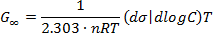 G∞ = 1/(2.303 · nRT) (dσ|dlogC)T